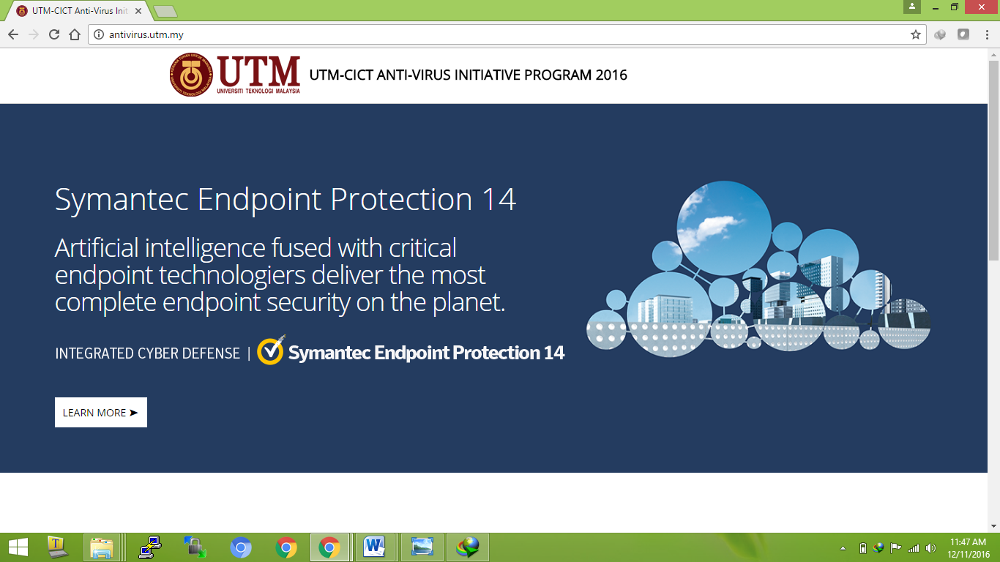 UTM-CICT Anti-Virus Init
antivirus.utm.my
UTM
UNIVERSITI TEKNOLOGI MALAYSIA
UTM-CICT ANTI-VIRUS INITIATIVE PROGRAM 2016
Symantec Endpoint Protection 14
Artificial intelligence fused with critical
endpoint technologiers deliver the most
complete endpoint security on the planet.
INTEGRATED CYBER DEFENSE | Symantec Endpoint Protection 14
LEARN MORE ➤
11:47 AM
12/11/2016